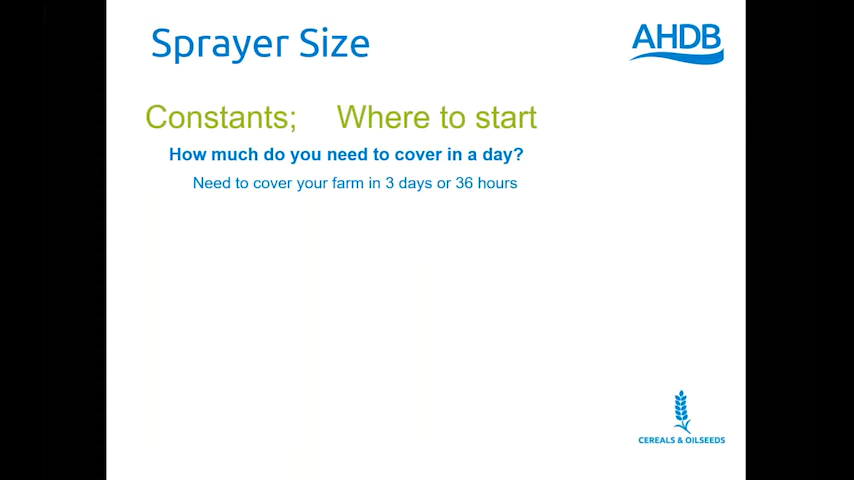 Sprayer Size
AHDB
Constants; Where to start
How much do you need to cover in a day?
Need to cover your farm in 3 days or 36 hours
CEREALS & OILSEEDS